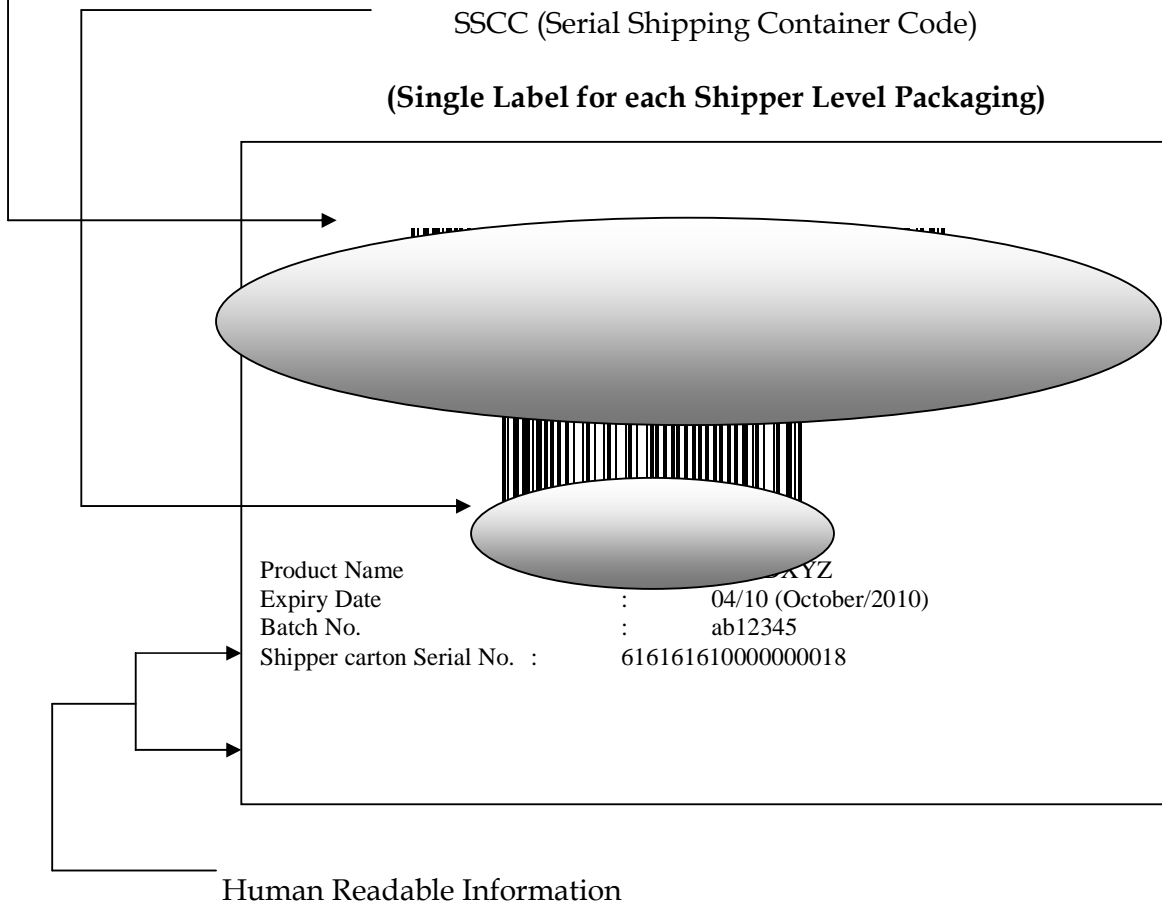 SSCC (Serial Shipping Container Code)
(Single Label for each Shipper Level Packaging)
Product Name XYZ
Expiry Date : 04/10 (October/2010)
Batch No. : ab12345
Shipper carton Serial No. : 616161610000000018
Human Readable Information